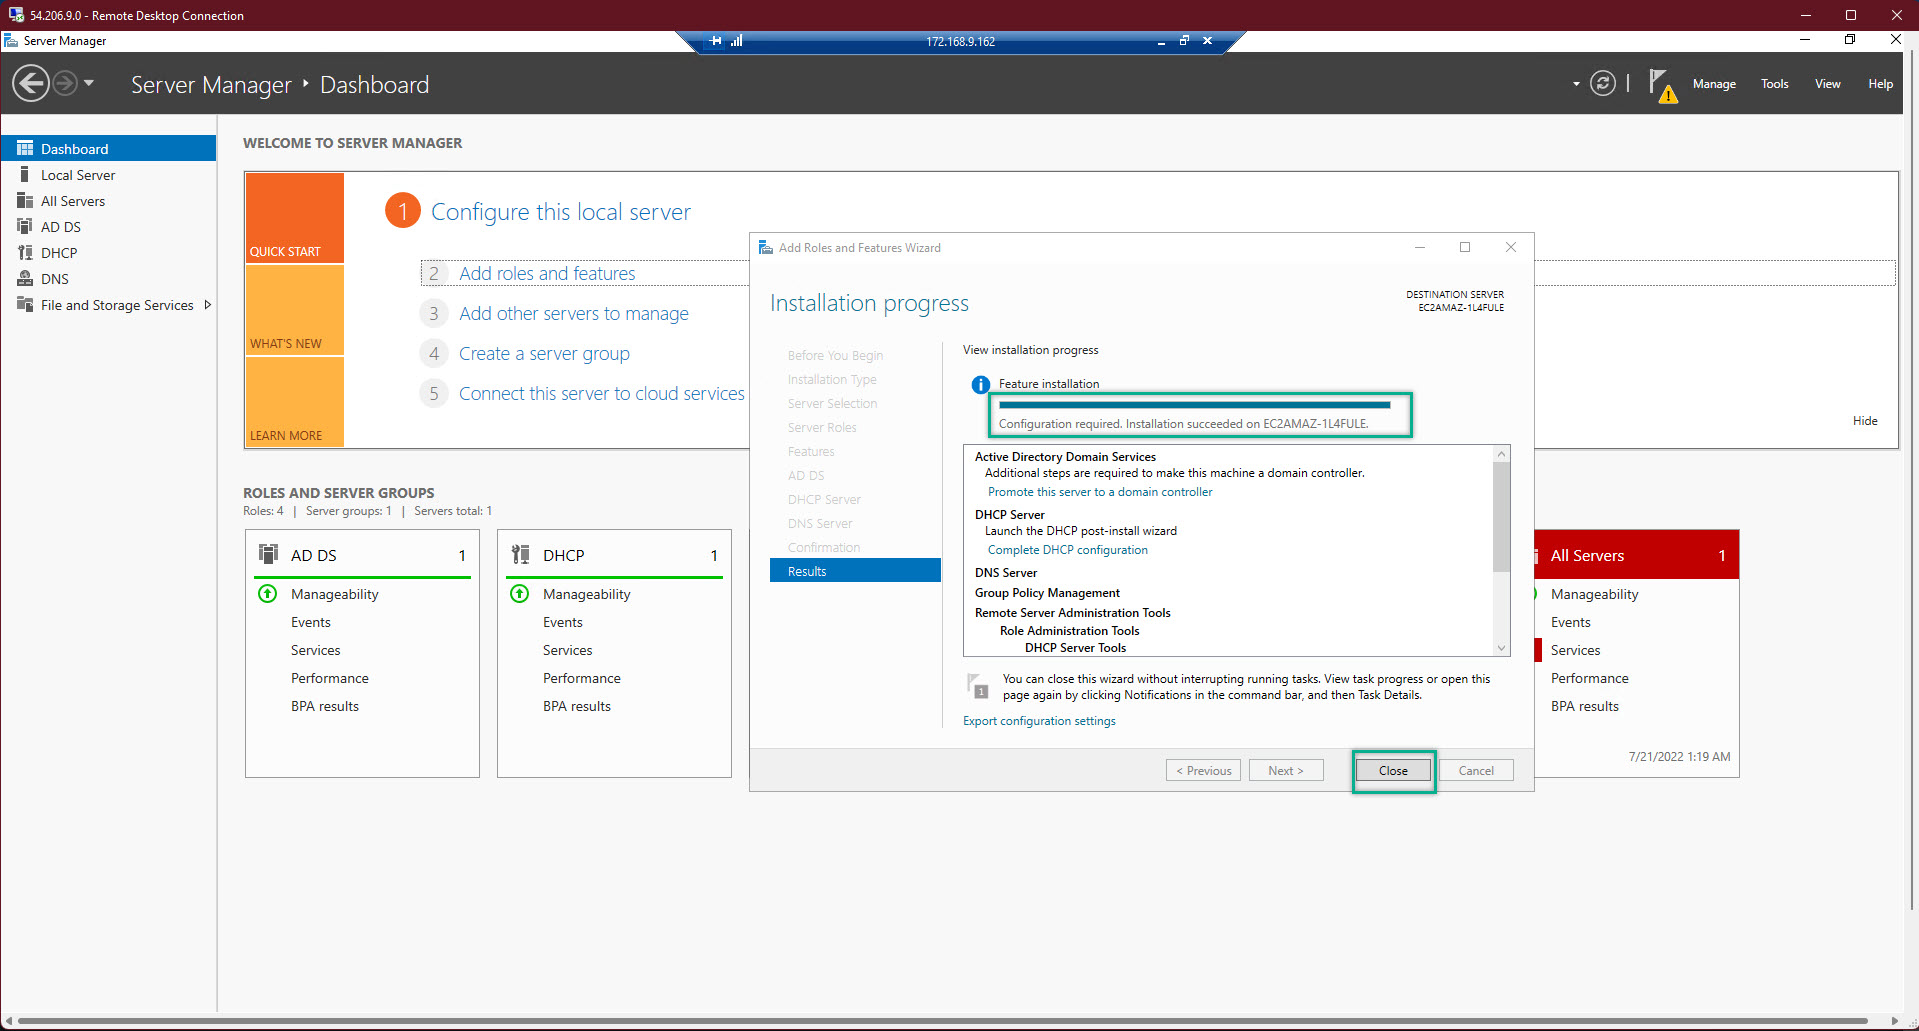 54.206.9.0 - Remote Desktop Connection
Server Manager
172.168.9.162
Server Manager ‣ Dashboard
Manage
Tools
View
Help
Dashboard
Local Server
All Servers
AD DS
DHCP
DNS
File and Storage Services
WELCOME TO SERVER MANAGER
QUICK START
WHAT'S NEW
LEARN MORE
1 Configure this local server
2 Add roles and features
3 Add other servers to manage
4 Create a server group
5 Connect this server to cloud services
Hide
ROLES AND SERVER GROUPS
Roles: 4 | Server groups: 1 | Servers total: 1
AD DS 1
Manageability
Events
Services
Performance
BPA results
DHCP 1
Manageability
Events
Services
Performance
BPA results
Add Roles and Features Wizard
Installation progress
DESTINATION SERVER
EC2AMAZ-1L4FULE
Before You Begin
Installation Type
Server Selection
Server Roles
Features
AD DS
DHCP Server
DNS Server
Confirmation
Results
View installation progress
Feature installation
Configuration required. Installation succeeded on EC2AMAZ-1L4FULE.
Active Directory Domain Services
Additional steps are required to make this machine a domain controller.
Promote this server to a domain controller
DHCP Server
Launch the DHCP post-install wizard
Complete DHCP configuration
DNS Server
Group Policy Management
Remote Server Administration Tools
Role Administration Tools
DHCP Server Tools
1
You can close this wizard without interrupting running tasks. View task progress or open this
page again by clicking Notifications in the command bar, and then Task Details.
Export configuration settings
< Previous
Next >
Close
Cancel
All Servers 1
Manageability
Events
Services
Performance
BPA results
7/21/2022 1:19 AM